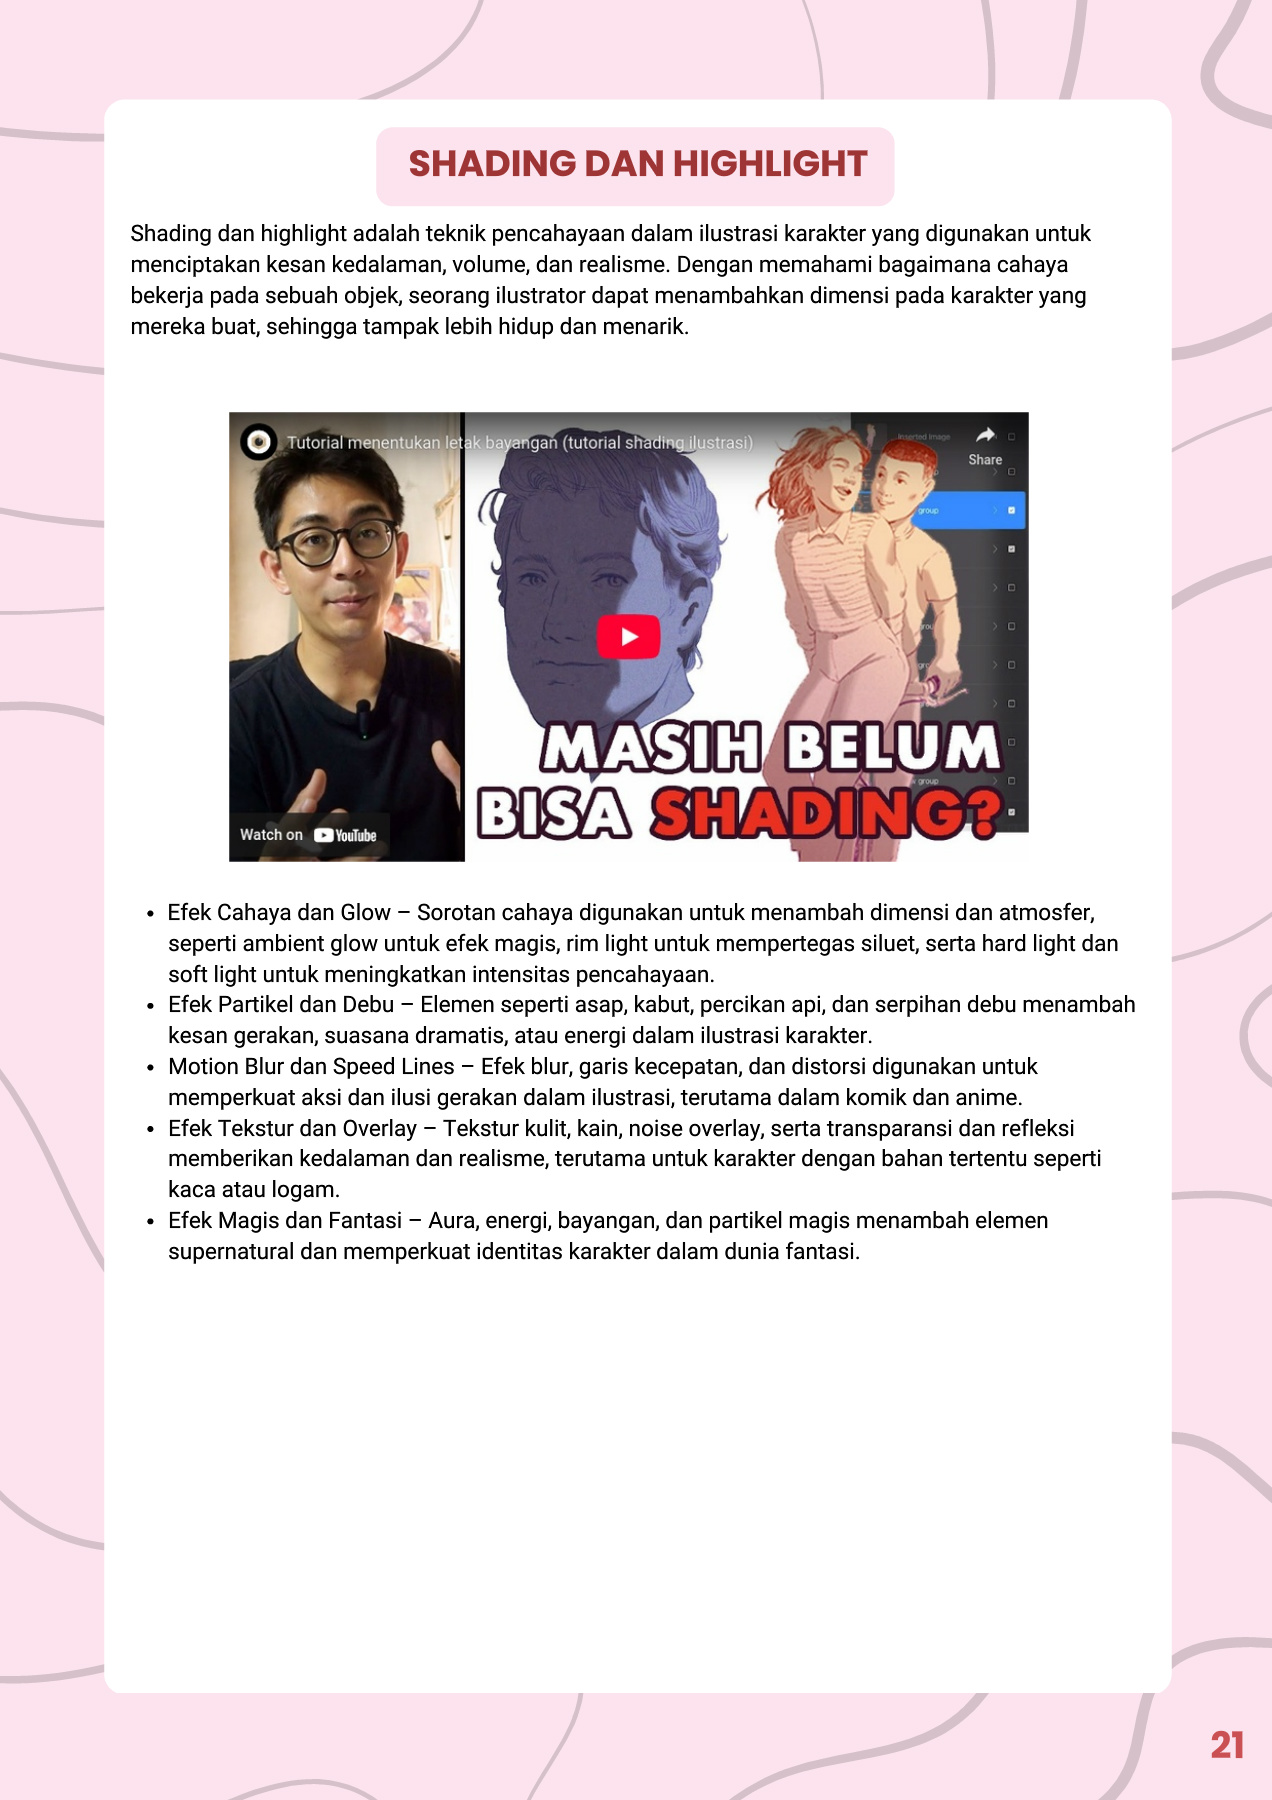 SHADING DAN HIGHLIGHT
Shading dan highlight adalah teknik pencahayaan dalam ilustrasi karakter yang digunakan untuk
menciptakan kesan kedalaman, volume, dan realisme. Dengan memahami bagaimana cahaya
bekerja pada sebuah objek, seorang ilustrator dapat menambahkan dimensi pada karakter yang
mereka buat, sehingga tampak lebih hidup dan menarik.
Tutorial menentukan letak bayangan (tutorial shading ilustrasi)
Inserted Image
Share
group
group
MASIH BELUM
BISA SHADING?
Watch on YouTube
• Efek Cahaya dan Glow – Sorotan cahaya digunakan untuk menambah dimensi dan atmosfer,
seperti ambient glow untuk efek magis, rim light untuk mempertegas siluet, serta hard light dan
soft light untuk meningkatkan intensitas pencahayaan.
• Efek Partikel dan Debu – Elemen seperti asap, kabut, percikan api, dan serpihan debu menambah
kesan gerakan, suasana dramatis, atau energi dalam ilustrasi karakter.
• Motion Blur dan Speed Lines – Efek blur, garis kecepatan, dan distorsi digunakan untuk
memperkuat aksi dan ilusi gerakan dalam ilustrasi, terutama dalam komik dan anime.
• Efek Tekstur dan Overlay – Tekstur kulit, kain, noise overlay, serta transparansi dan refleksi
memberikan kedalaman dan realisme, terutama untuk karakter dengan bahan tertentu seperti
kaca atau logam.
• Efek Magis dan Fantasi – Aura, energi, bayangan, dan partikel magis menambah elemen
supernatural dan memperkuat identitas karakter dalam dunia fantasi.
21